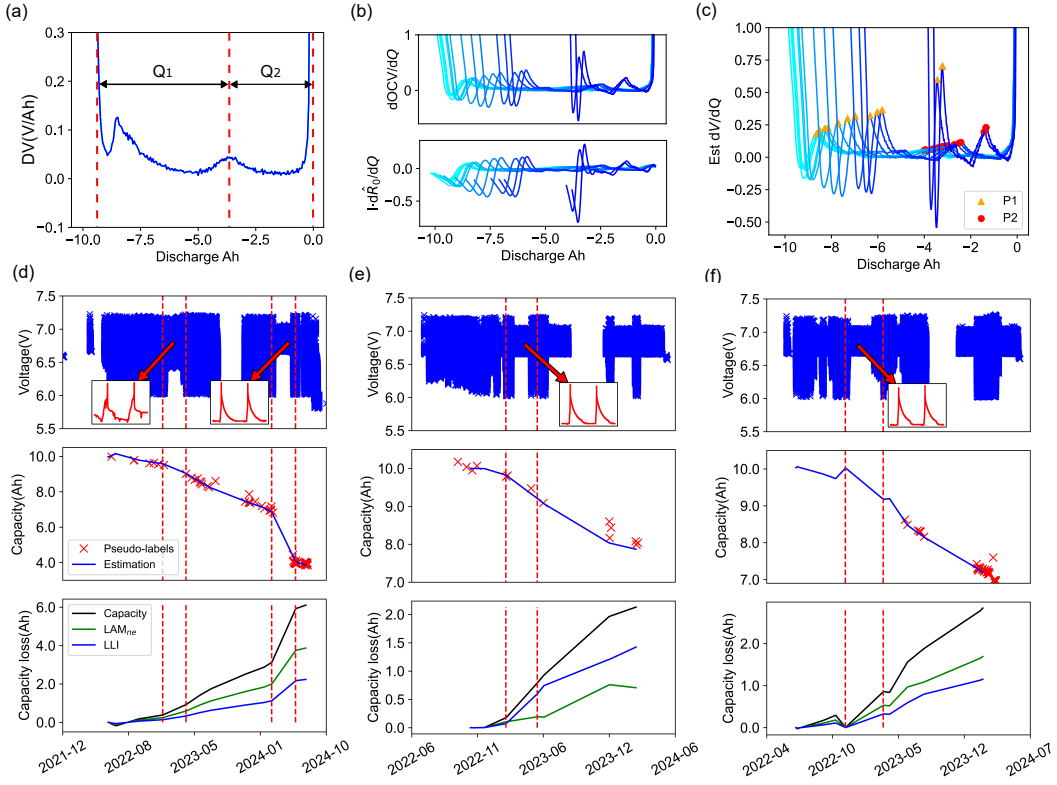 (a)
0.3
0.2
0.1
0.0
−0.1
DV(V/Ah)
Q1
Q2
−10.0
−7.5
−5.0
−2.5
0.0
Discharge Ah
(b)
1
0
dOCV/dQ
0.0
−0.5
I·dR̂0/dQ
−10.0
−7.5
−5.0
−2.5
0.0
Discharge Ah
(c)
1.00
0.75
0.50
0.25
0.00
−0.25
−0.50
Est dV/dQ
P1
P2
−10
−8
−6
−4
−2
0
Discharge Ah
(d)
7.5
7.0
6.5
6.0
5.5
Voltage(V)
10.0
8.0
6.0
4.0
Capacity(Ah)
Pseudo-labels
Estimation
6.0
4.0
2.0
0.0
Capacity loss(Ah)
Capacity
LAMne
LLI
2021-12
2022-08
2023-05
2024-01
2024-10
(e)
7.5
7.0
6.5
6.0
5.5
Voltage(V)
10.0
9.0
8.0
7.0
Capacity(Ah)
2.0
1.5
1.0
0.5
0.0
Capacity loss(Ah)
2022-06
2022-11
2023-06
2023-12
2024-06
(f)
7.5
7.0
6.5
6.0
5.5
Voltage(V)
10.0
9.0
8.0
7.0
Capacity(Ah)
2.0
1.0
0.0
Capacity loss(Ah)
2022-04
2022-10
2023-05
2023-12
2024-07